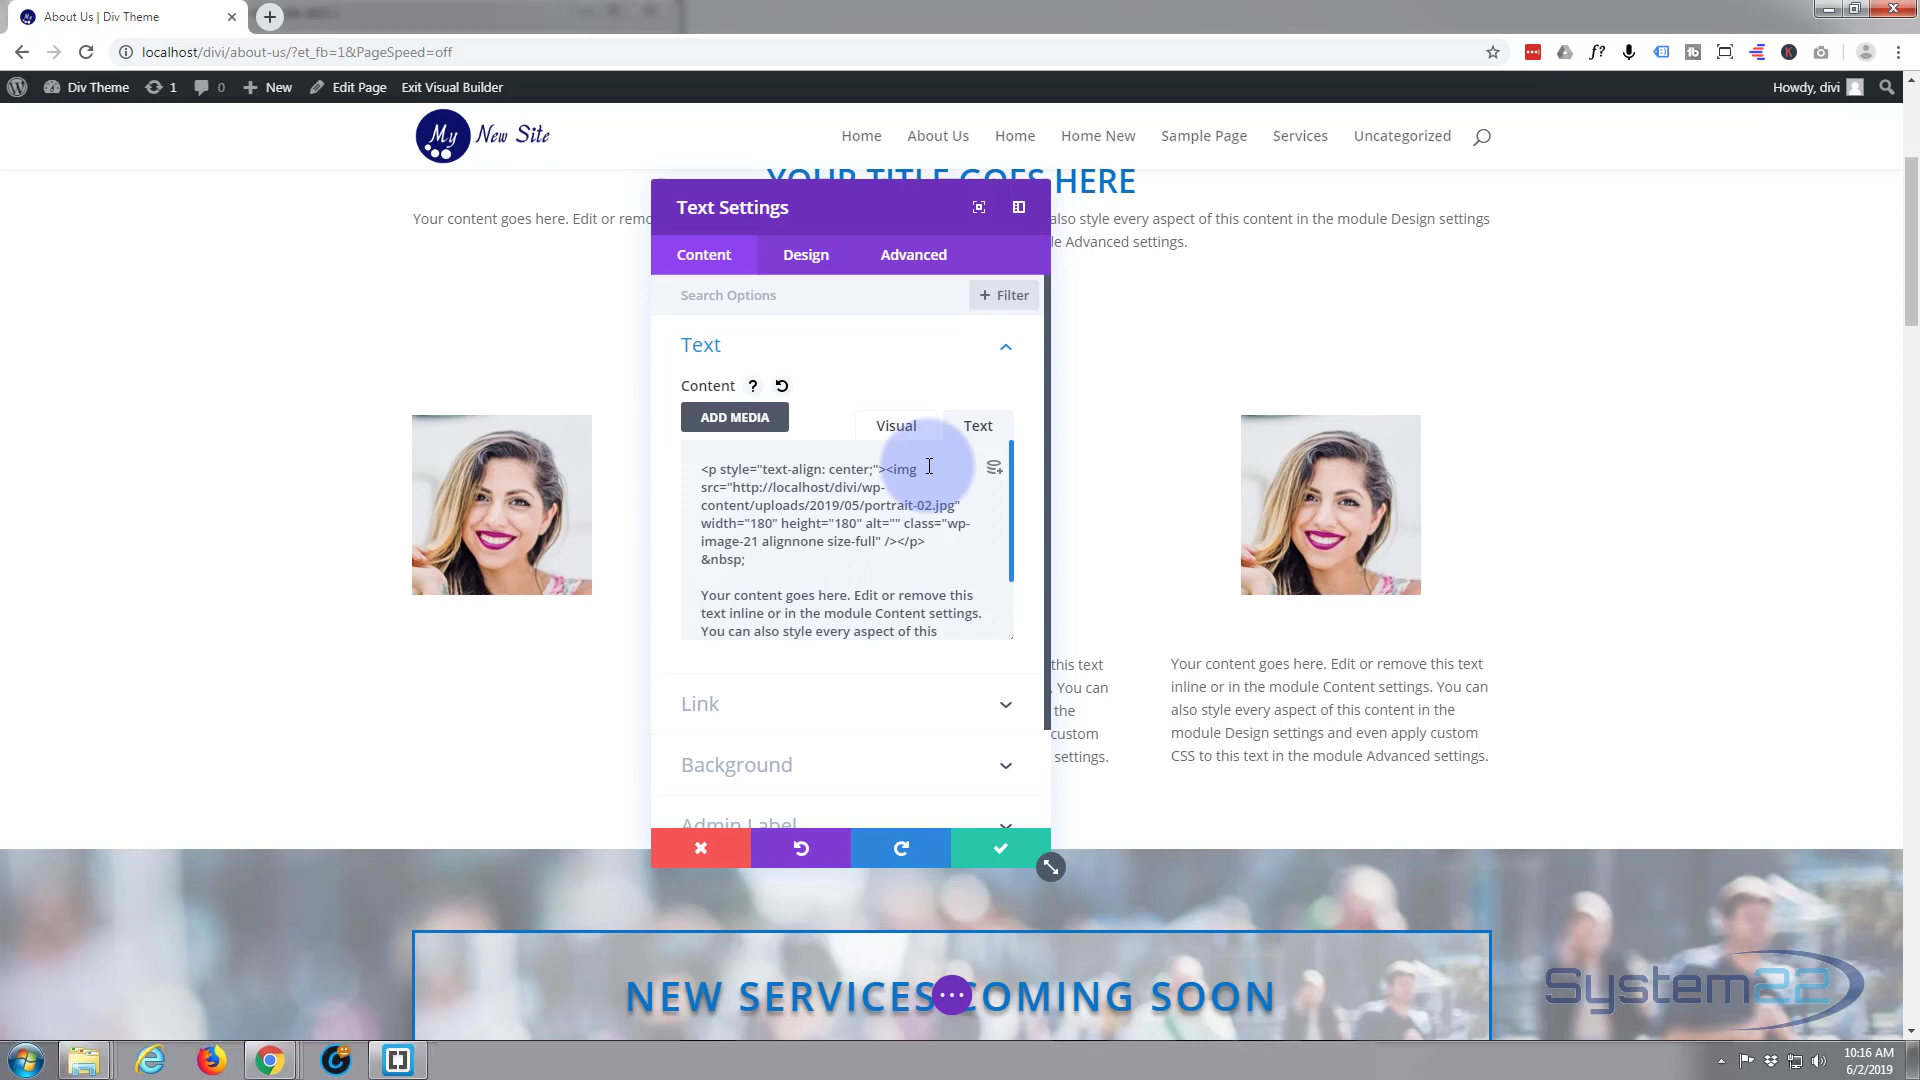 About Us | Div Theme
localhost/divi/about-us/?et_fb=1&PageSpeed=off
Div Theme 1 0 New Edit Page Exit Visual Builder Howdy, divi
My New Site
Home About Us Home Home New Sample Page Services Uncategorized
YOUR TITLE GOES HERE
Your content goes here. Edit or remo
also style every aspect of this content in the module Design settings
le Advanced settings.
Text Settings
Content Design Advanced
Search Options
+ Filter
Text
Content ?
ADD MEDIA
Visual Text
<p style="text-align: center;"><img
src="http://localhost/divi/wp-
content/uploads/2019/05/portrait-02.jpg"
width="180" height="180" alt="" class="wp-
image-21 alignnone size-full" /></p>
&nbsp;
Your content goes here. Edit or remove this
text inline or in the module Content settings.
You can also style every aspect of this
Link
Background
Admin Label
this text
. You can
the
custom
settings.
Your content goes here. Edit or remove this text
inline or in the module Content settings. You can
also style every aspect of this content in the
module Design settings and even apply custom
CSS to this text in the module Advanced settings.
NEW SERVICES COMING SOON
System22
10:16 AM
6/2/2019